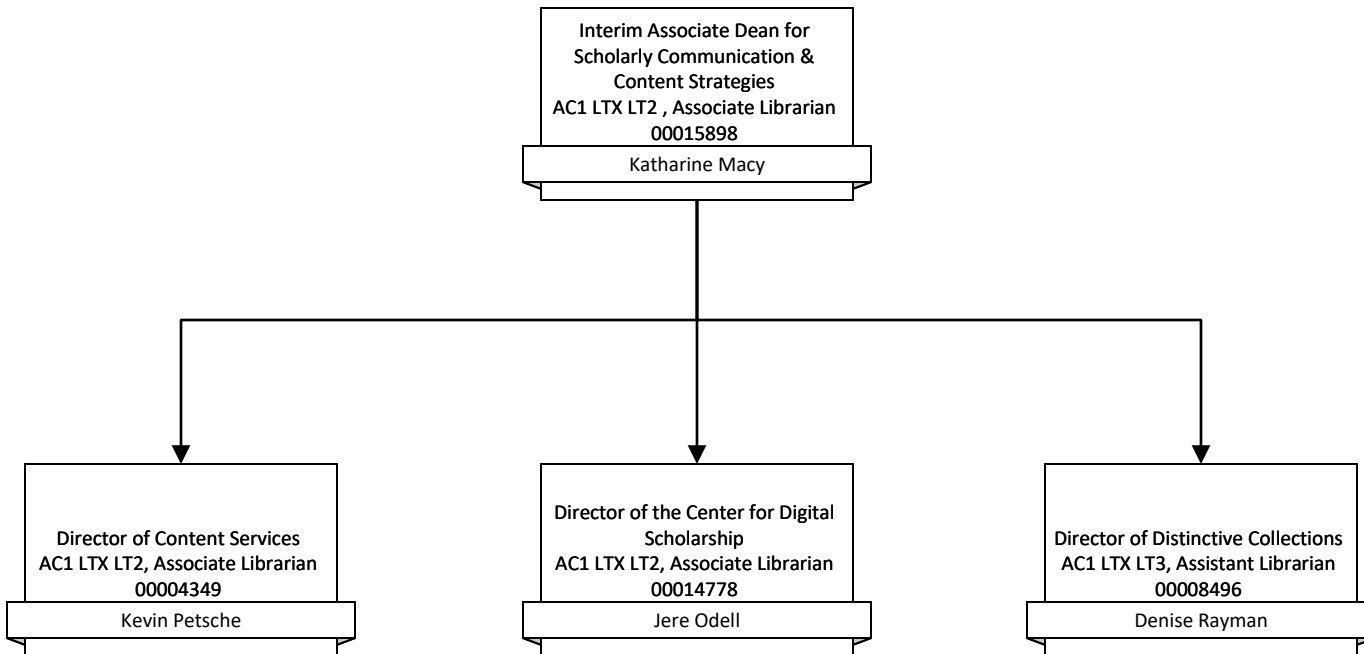 Interim Associate Dean for
Scholarly Communication &
Content Strategies
AC1 LTX LT2 , Associate Librarian
00015898
Katharine Macy
Director of Content Services
AC1 LTX LT2, Associate Librarian
00004349
Kevin Petsche
Director of the Center for Digital
Scholarship
AC1 LTX LT2, Associate Librarian
00014778
Jere Odell
Director of Distinctive Collections
AC1 LTX LT3, Assistant Librarian
00008496
Denise Rayman